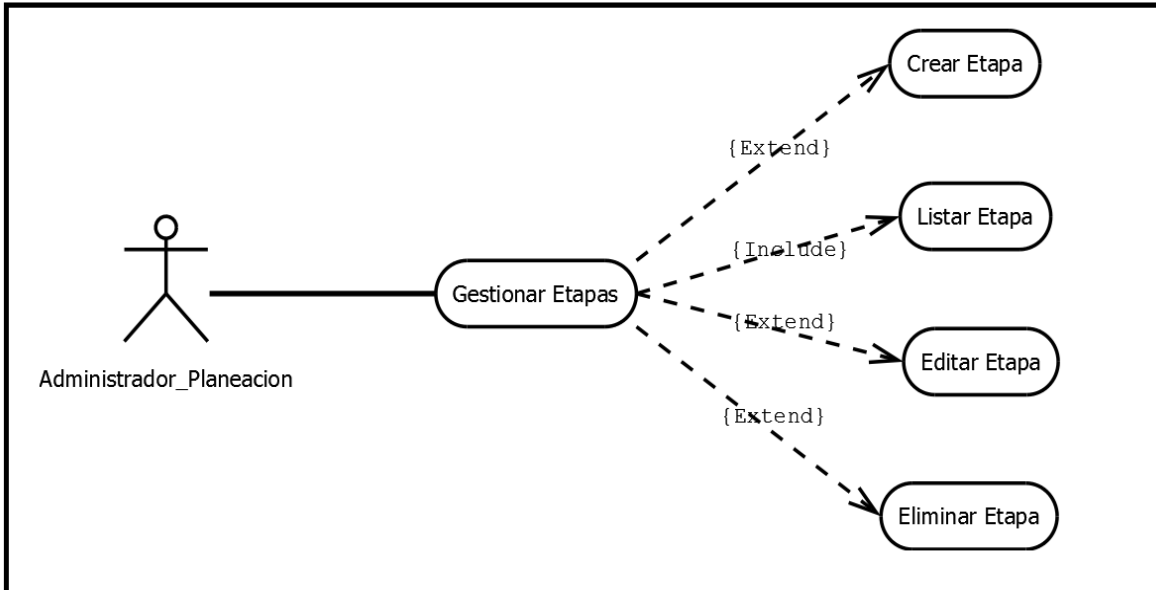 Crear Etapa
{Extend}
Listar Etapa
{Include}
Gestionar Etapas
{Extend}
Editar Etapa
Administrador_Planeacion
{Extend}
Eliminar Etapa